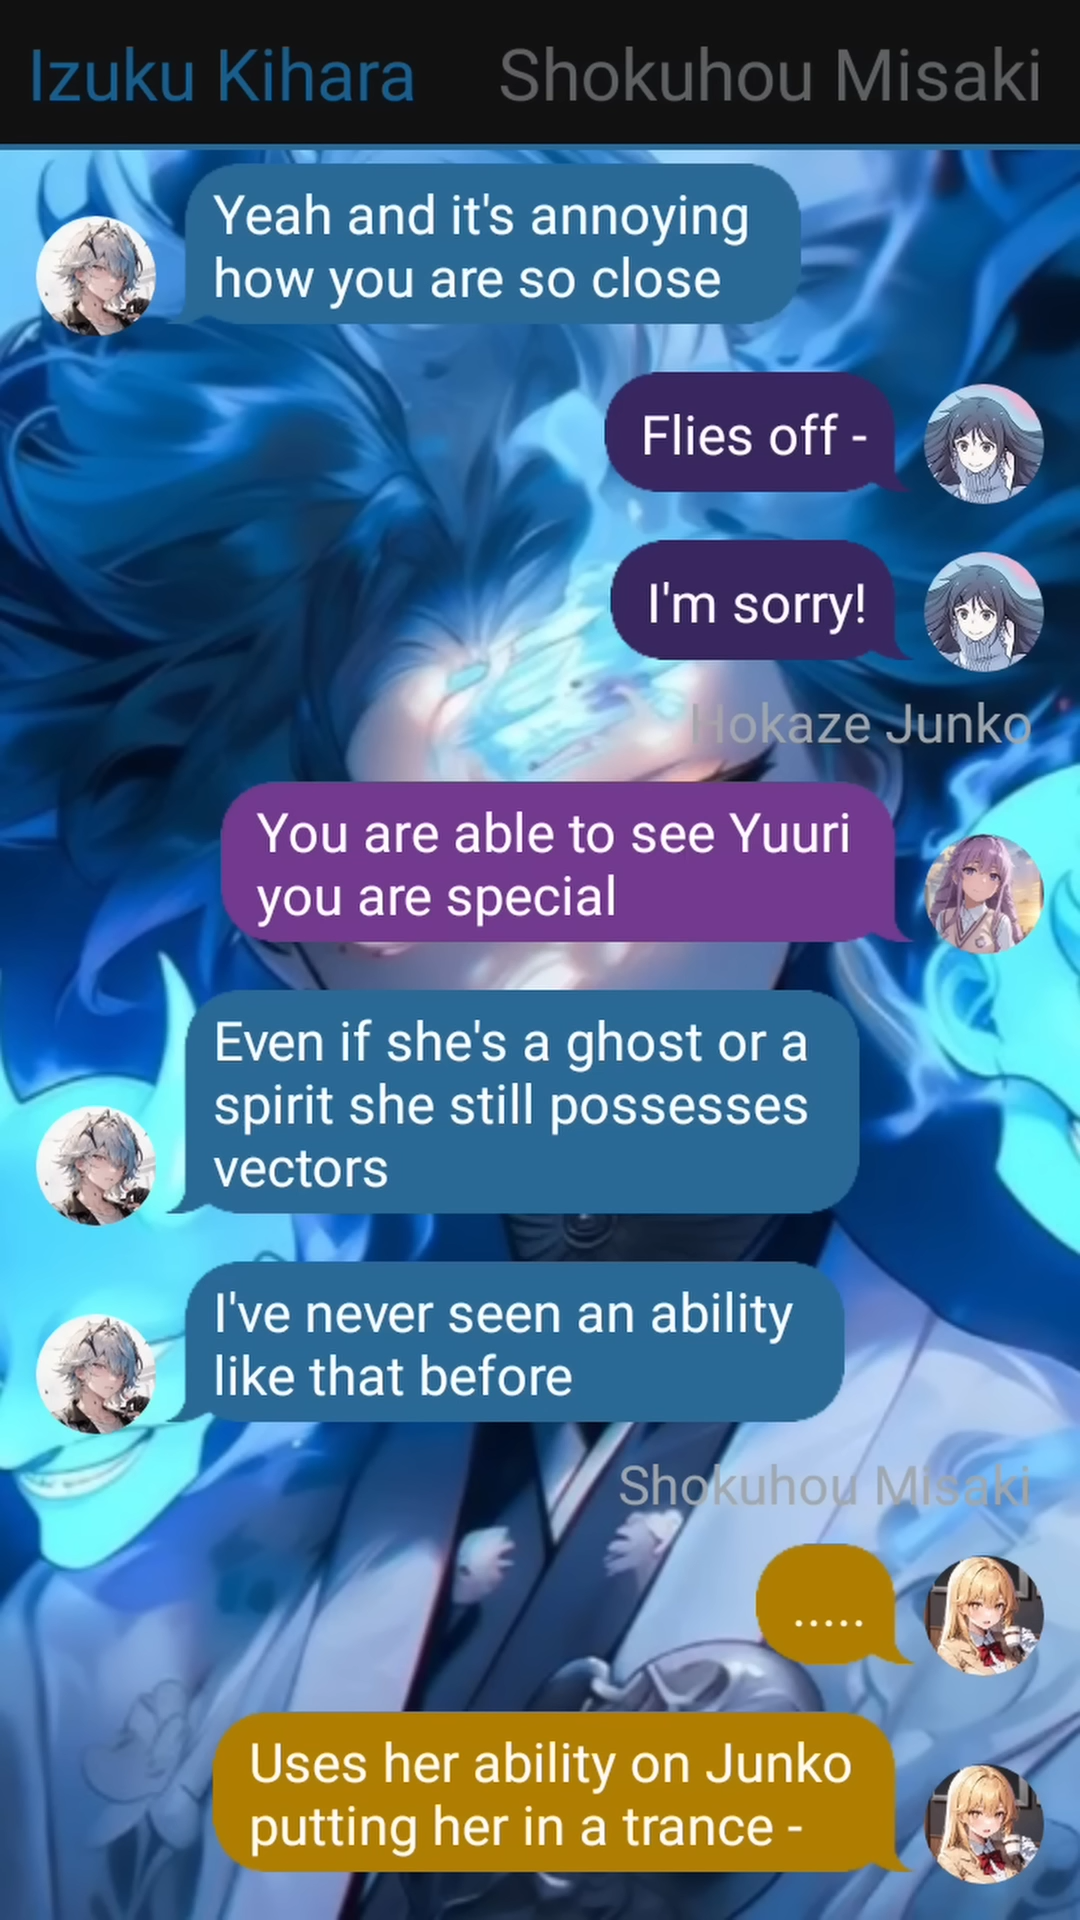 Izuku Kihara Shokuhou Misaki
Yeah and it's annoying
how you are so close
Flies off -
I'm sorry!
Hokaze Junko
You are able to see Yuuri
you are special
Even if she's a ghost or a
spirit she still possesses
vectors
I've never seen an ability
like that before
Shokuhou Misaki
.....
Uses her ability on Junko
putting her in a trance -